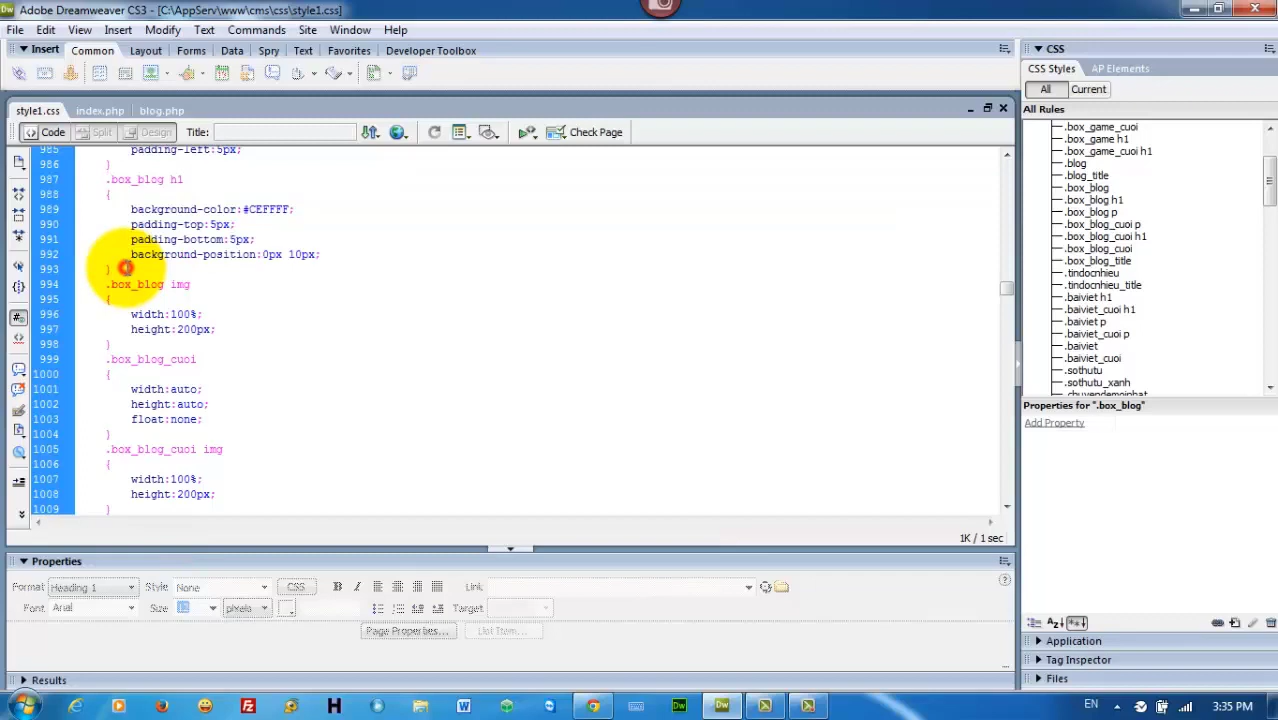 Adobe Dreamweaver CS3 - [C:\AppServ\www\cms\css\style1.css]
File Edit View Insert Modify Text Commands Site Window Help
Insert Common Layout Forms Data Spry Text Favorites Developer Toolbox
style1.css index.php blog.php
Code Split Design Title: Check Page
985 padding-left:5px;
986 }
987 .box_blog h1
988 {
989 background-color:#CEFFFF;
990 padding-top:5px;
991 padding-bottom:5px;
992 background-position:0px 10px;
993 }
994 .box_blog img
995 {
996 width:100%;
997 height:200px;
998 }
999 .box_blog_cuoi
1000 {
1001 width:auto;
1002 height:auto;
1003 float:none;
1004 }
1005 .box_blog_cuoi img
1006 {
1007 width:100%;
1008 height:200px;
1009 }
1K / 1 sec
Properties
Format Heading 1 Style None CSS B I Link
Font Arial Size pixels Target
Page Properties... List Item...
Results
CSS
CSS Styles AP Elements
All Current
All Rules
.box_game_cuoi
.box_game h1
.box_game_cuoi h1
.blog
.blog_title
.box_blog
.box_blog h1
.box_blog p
.box_blog_cuoi p
.box_blog_cuoi h1
.box_blog_cuoi
.box_blog_title
.tindocnhieu
.tindocnhieu_title
.baiviet h1
.baiviet_cuoi h1
.baiviet p
.baiviet_cuoi p
.baiviet
.baiviet_cuoi
.sothutu
.sothutu_xanh
.chuyendemoinhat
Properties for ".box_blog"
Add Property
Application
Tag Inspector
Files
EN 3:35 PM